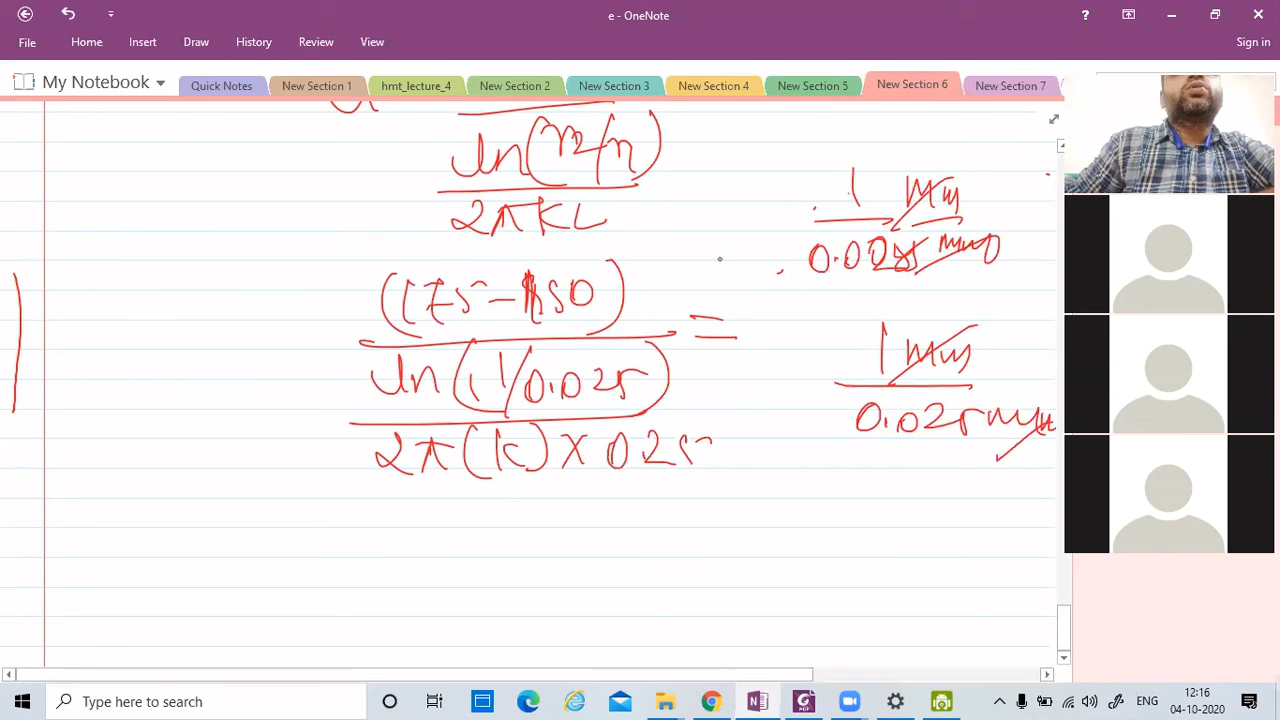 e - OneNote
Sign in
File Home Insert Draw History Review View
My Notebook
Quick Notes New Section 1 hmt_lecture_4 New Section 2 New Section 3 New Section 4 New Section 5 New Section 6 New Section 7
ln(r2/r1)
2πKL
(175-150)
ln(1/0.025)
2π(K)×0.25
=
1 mm
0.025 mm
1 mm
0.025 mm
Type here to search
ENG
2:16
04-10-2020